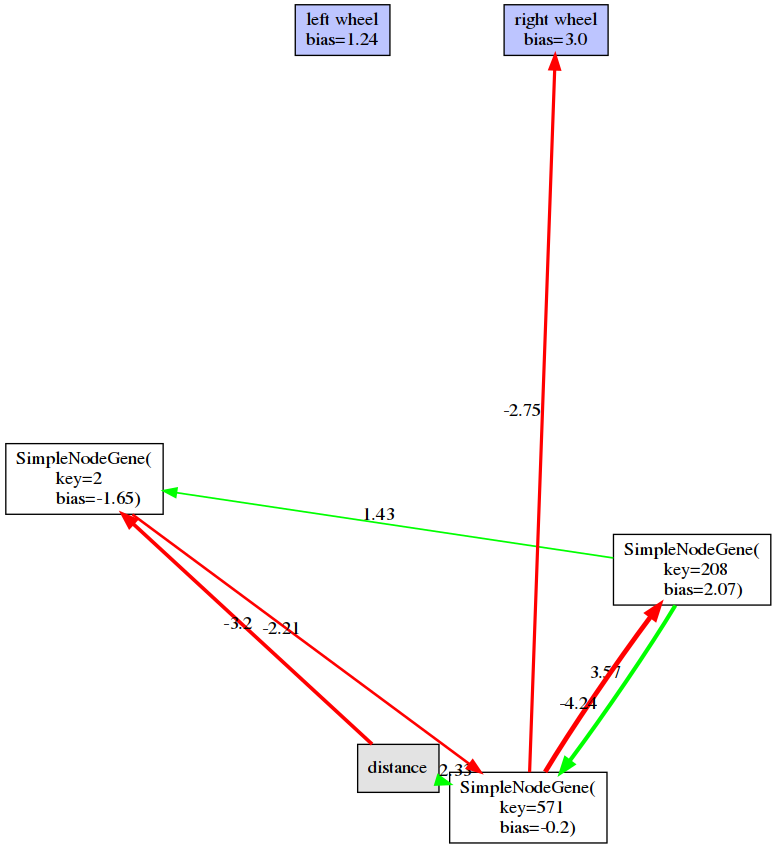 left wheel
bias=1.24
right wheel
bias=3.0
-2.75
SimpleNodeGene(
key=2
bias=-1.65)
1.43
SimpleNodeGene(
key=208
bias=2.07)
-3.2
-2.21
3.57
-4.24
distance
2.33
SimpleNodeGene(
key=571
bias=-0.2)